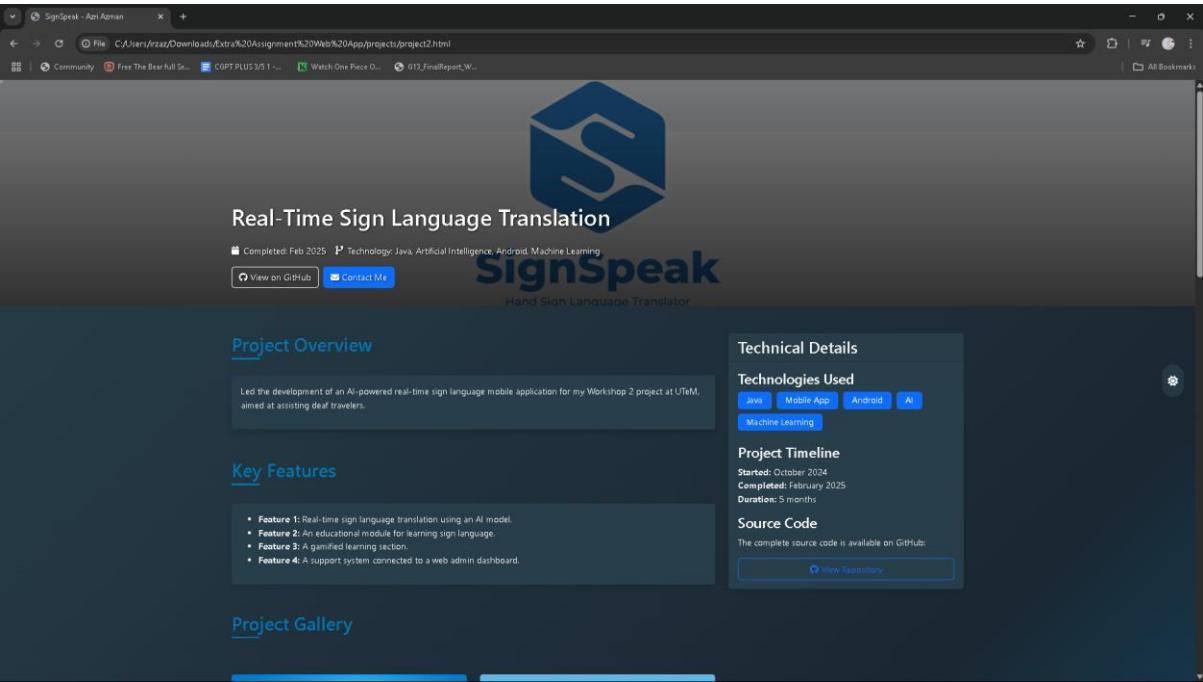 SignSpeak - Azri Azman
File C:/Users/irzaz/Downloads/Extra%20Assignment%20Web%20App/projects/project2.html
Community Free The Bear full Se... CGPT PLUS 3/5 1 -... Watch One Piece O... G13_FinalReport_W... All Bookmarks
Real-Time Sign Language Translation
Completed: Feb 2025 Technology: Java, Artificial Intelligence, Android, Machine Learning
View on GitHub Contact Me
SignSpeak
Hand Sign Language Translator
Project Overview
Led the development of an AI-powered real-time sign language mobile application for my Workshop 2 project at UTeM,
aimed at assisting deaf travelers.
Key Features
• Feature 1: Real-time sign language translation using an AI model.
• Feature 2: An educational module for learning sign language.
• Feature 3: A gamified learning section.
• Feature 4: A support system connected to a web admin dashboard.
Project Gallery
Technical Details
Technologies Used
Java Mobile App Android AI
Machine Learning
Project Timeline
Started: October 2024
Completed: February 2025
Duration: 5 months
Source Code
The complete source code is available on GitHub:
View Repository